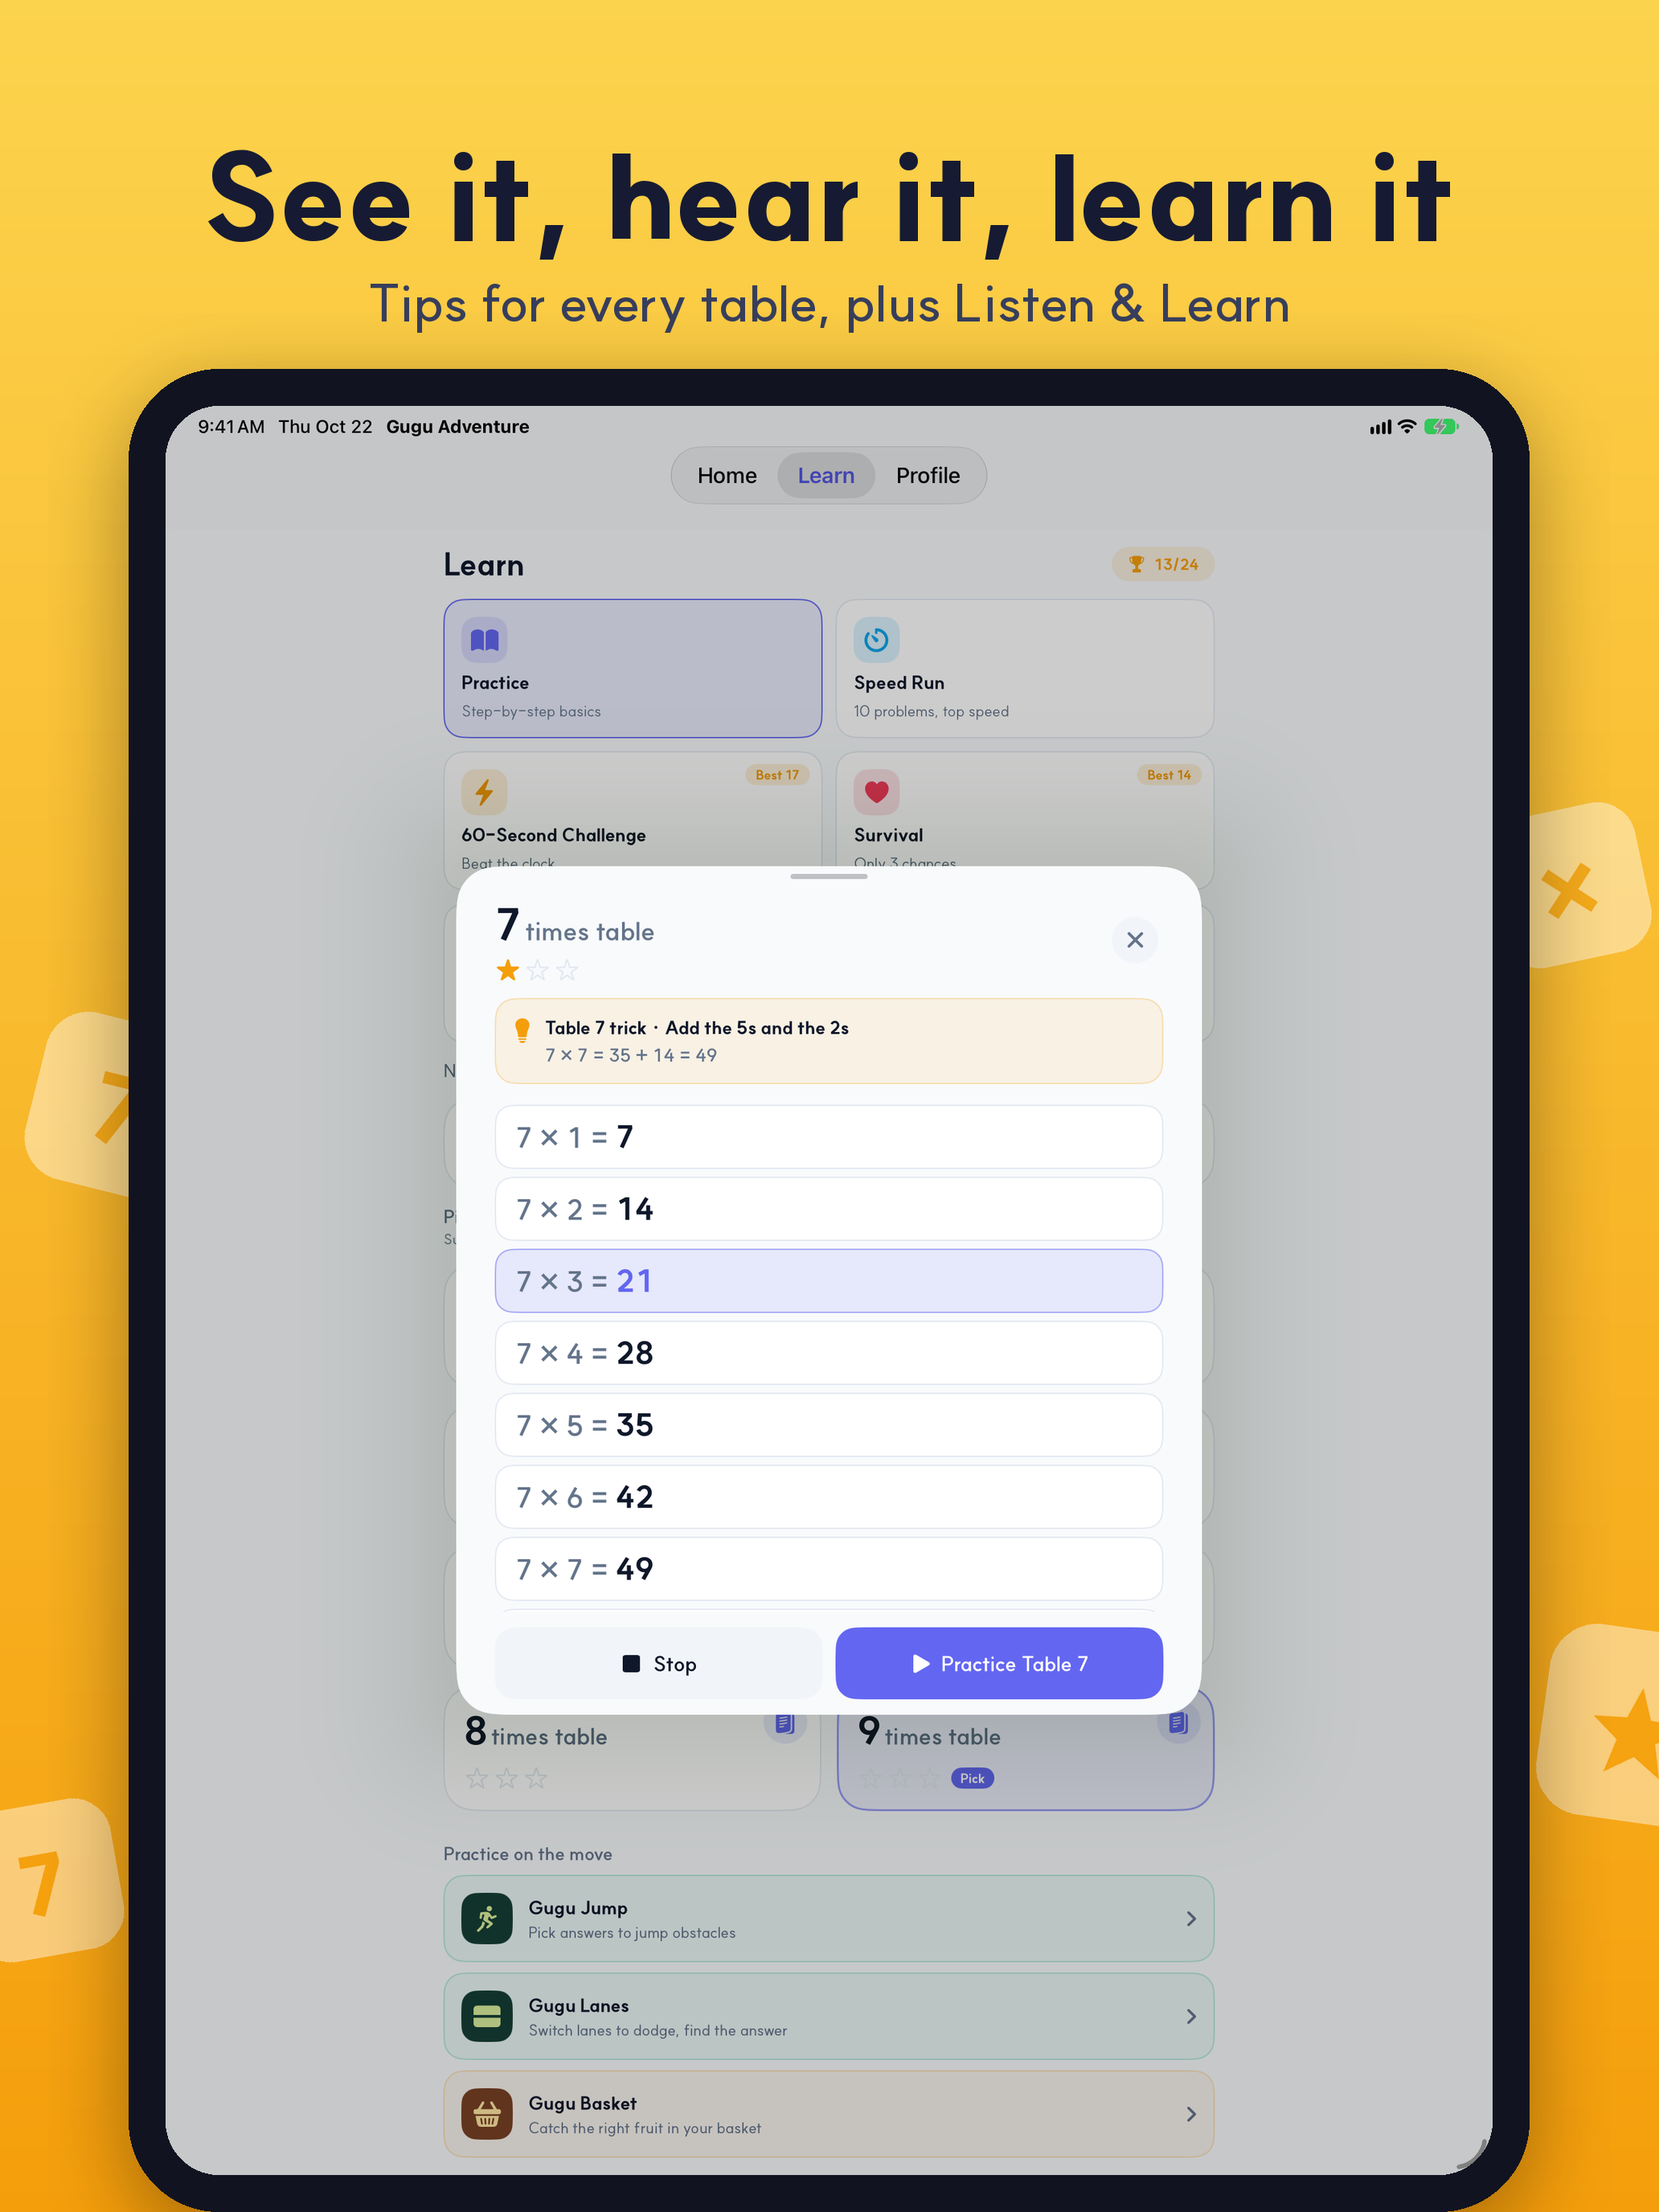 See it, hear it, learn it
Tips for every table, plus Listen & Learn
9:41 AM Thu Oct 22 Gugu Adventure
Home Learn Profile
Learn
13/24
Practice
Step-by-step basics
Speed Run
10 problems, top speed
Best 17
60-Second Challenge
Beat the clock
Best 14
Survival
Only 3 chances
7 times table
Table 7 trick · Add the 5s and the 2s
7 × 7 = 35 + 14 = 49
7 × 1 = 7
7 × 2 = 14
7 × 3 = 21
7 × 4 = 28
7 × 5 = 35
7 × 6 = 42
7 × 7 = 49
Stop
Practice Table 7
8 times table
9 times table
Pick
Practice on the move
Gugu Jump
Pick answers to jump obstacles
Gugu Lanes
Switch lanes to dodge, find the answer
Gugu Basket
Catch the right fruit in your basket
×
7
7